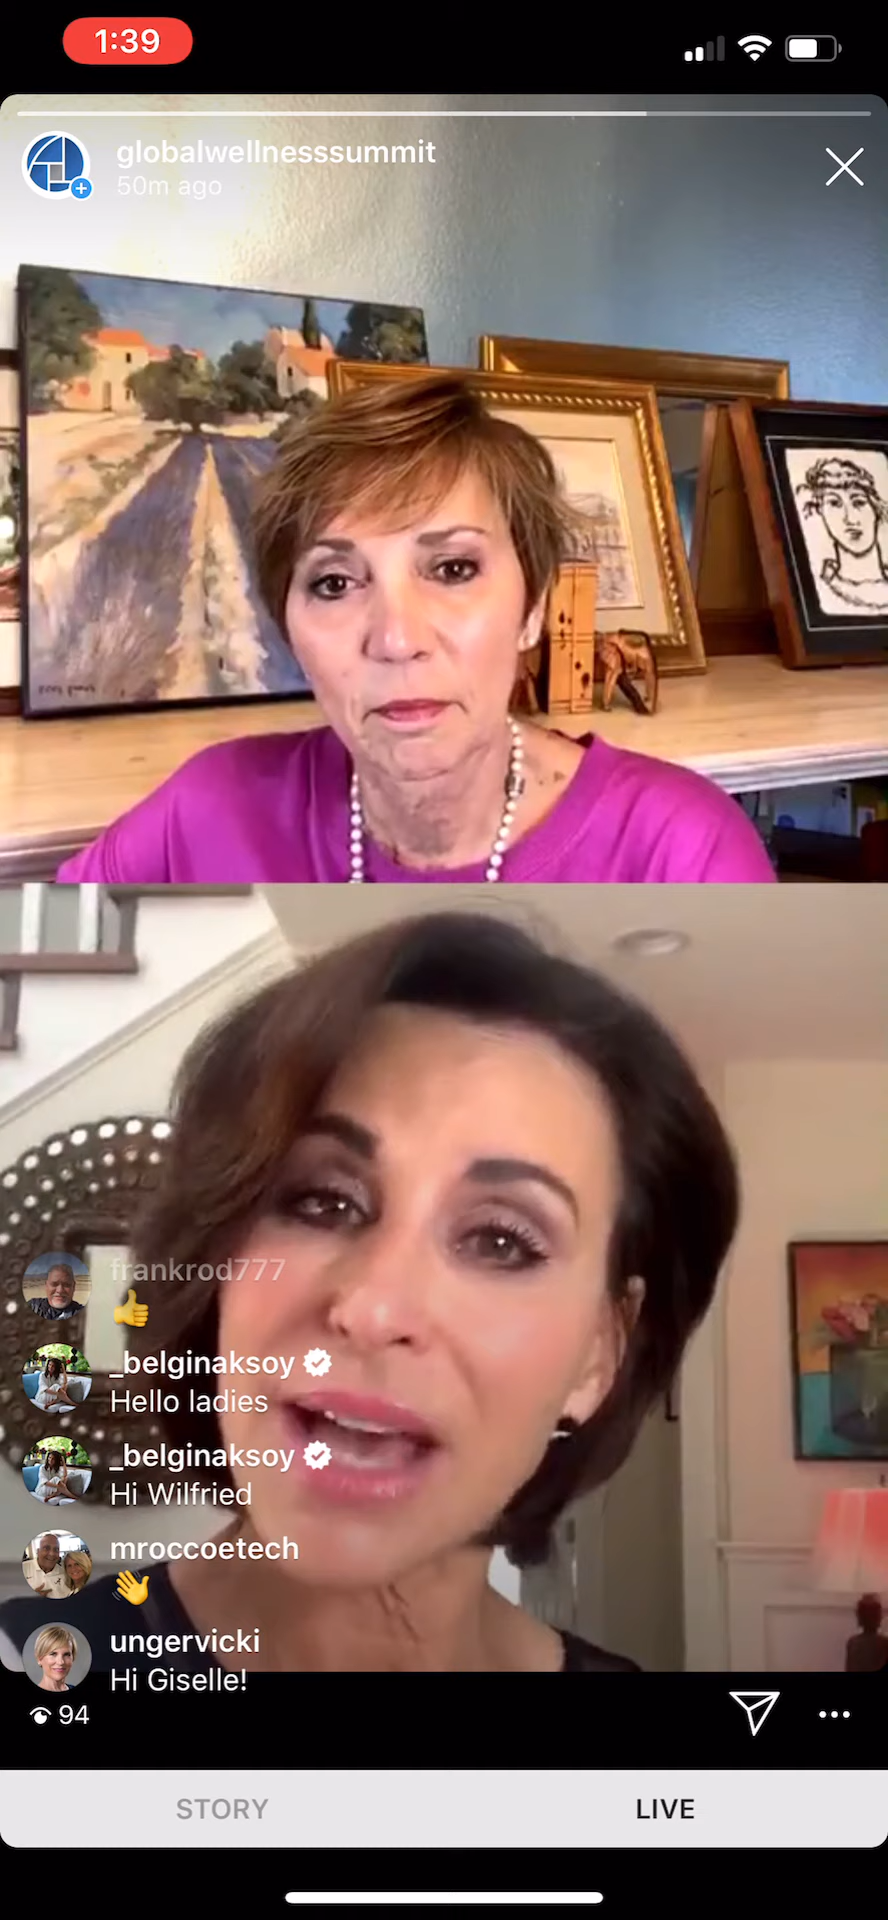 1:39
globalwellnesssummit
50m ago
frankrod777
👍
_belginaksoy
Hello ladies
_belginaksoy
Hi Wilfried
mroccoetech
👋
ungervicki
Hi Giselle!
94
STORY
LIVE